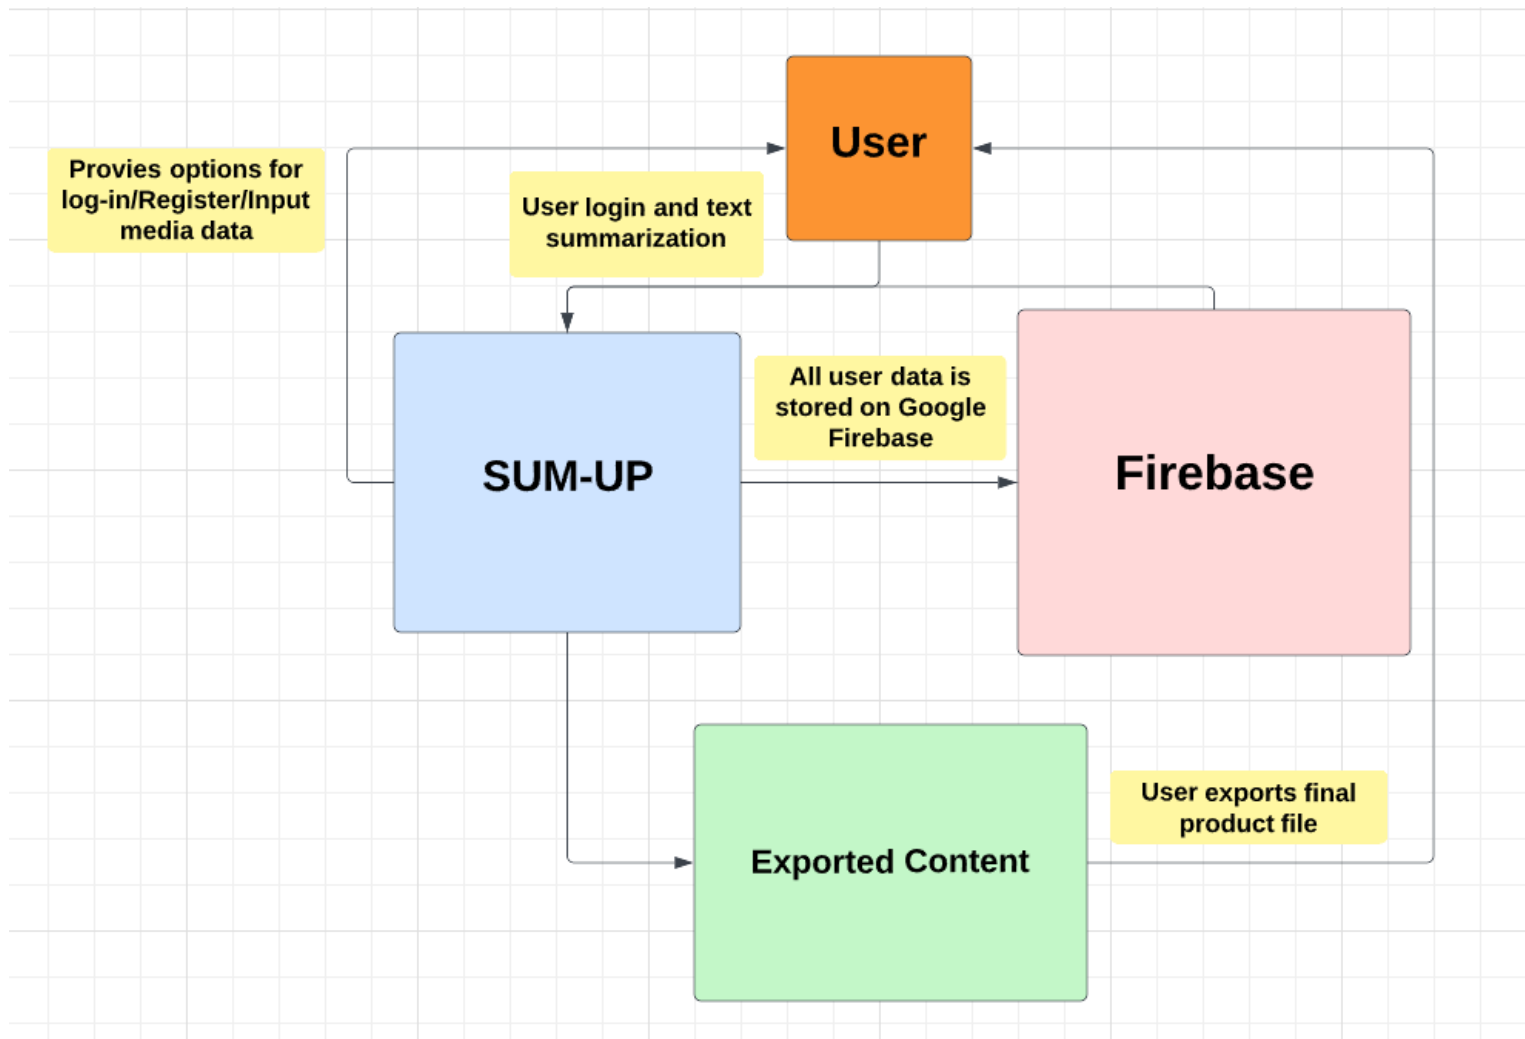 User
Provies options for
log-in/Register/Input
media data
User login and text
summarization
All user data is
stored on Google
Firebase
SUM-UP
Firebase
User exports final
product file
Exported Content